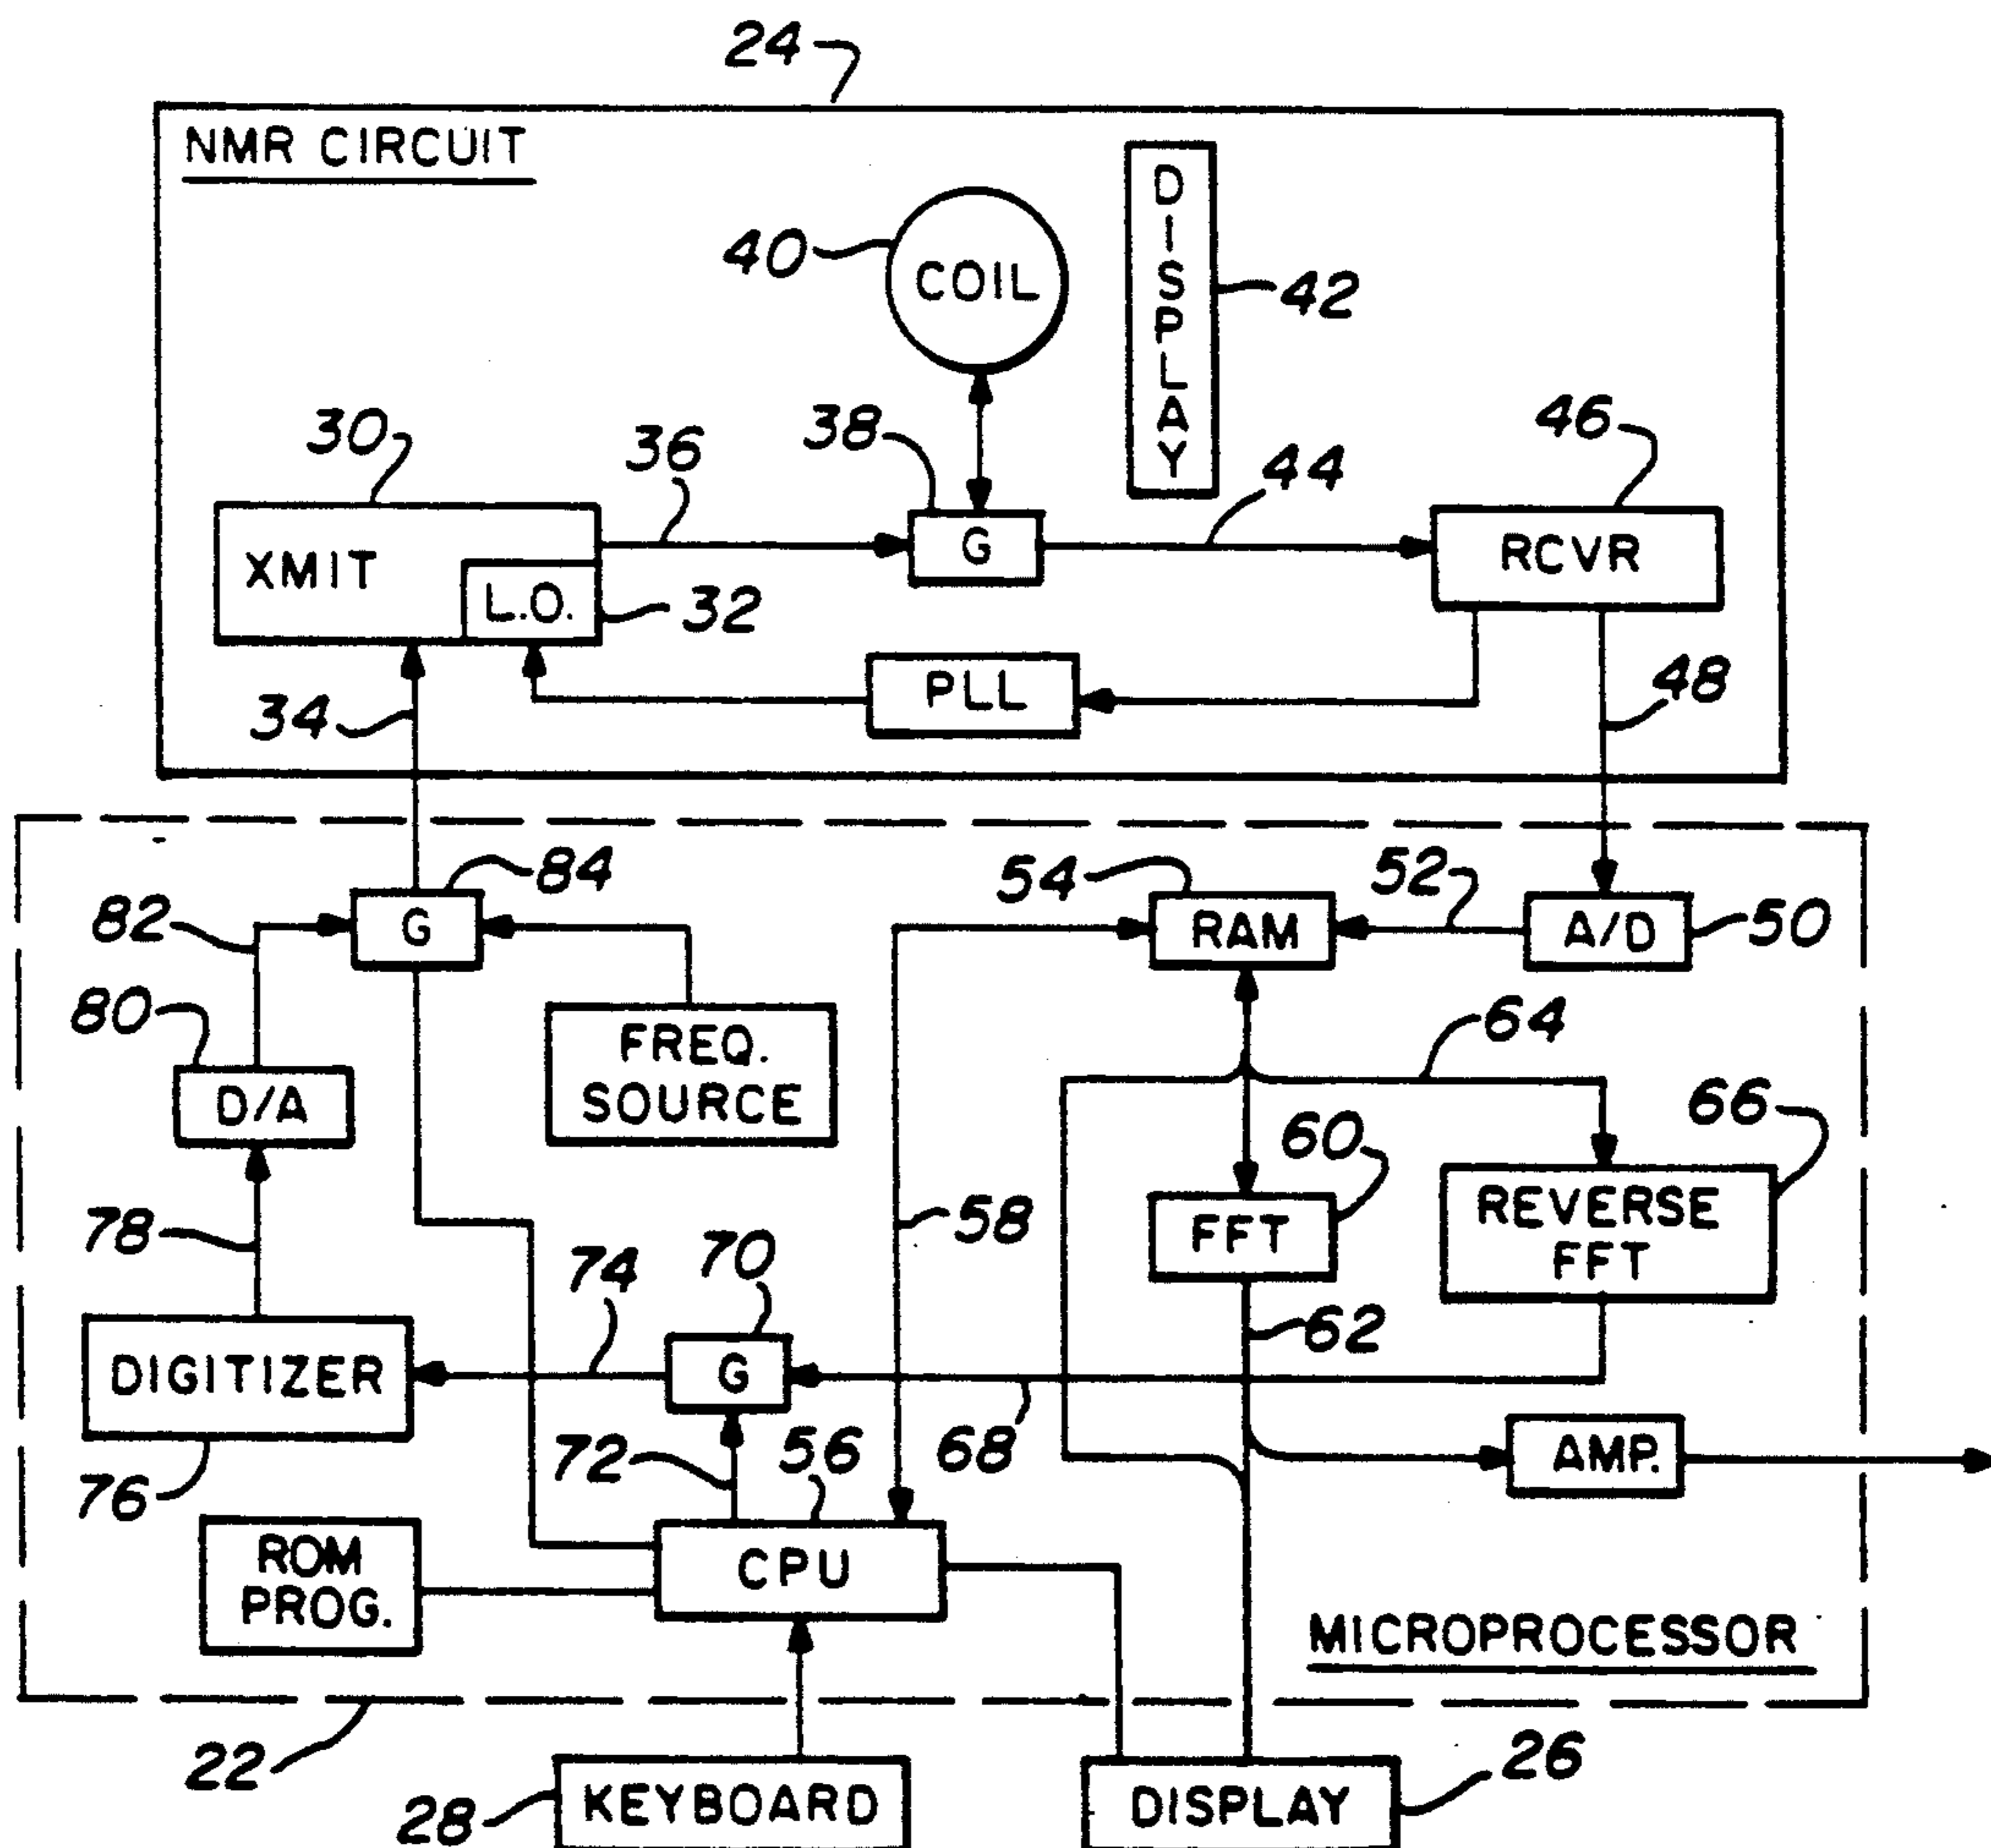 24
NMR CIRCUIT
40
COIL
DISPLAY
42
30
36
38
44
46
XMIT
L.O.
32
G
RCVR
34
PLL
48
84
54
52
82
G
RAM
A/D
50
80
FREQ.
SOURCE
64
D/A
60
66
78
58
FFT
REVERSE
FFT
74
70
62
DIGITIZER
G
76
72
56
68
AMP.
ROM
PROG.
CPU
MICROPROCESSOR
22
28
KEYBOARD
DISPLAY
26